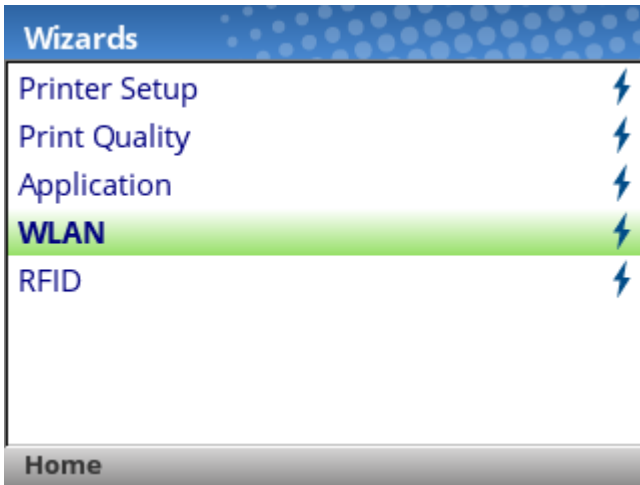 Wizards
Printer Setup
Print Quality
Application
WLAN
RFID
Home